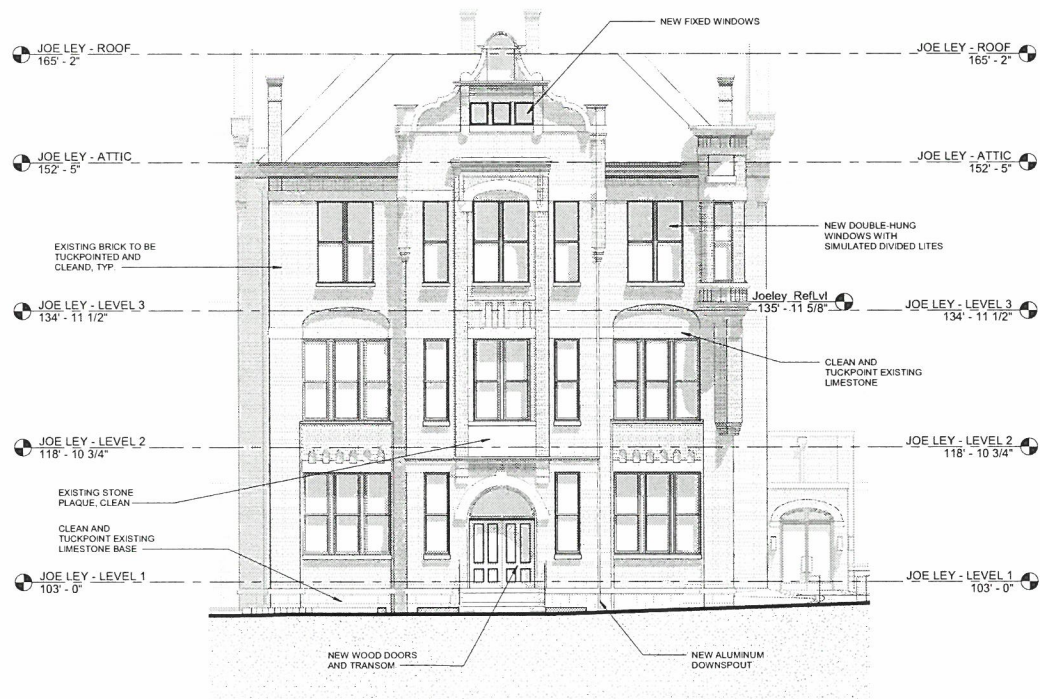 NEW FIXED WINDOWS
JOE LEY - ROOF
165' - 2"
JOE LEY - ROOF
165' - 2"
JOE LEY - ATTIC
152' - 5"
JOE LEY - ATTIC
152' - 5"
NEW DOUBLE-HUNG
WINDOWS WITH
SIMULATED DIVIDED LITES
EXISTING BRICK TO BE
TUCKPOINTED AND
CLEAND, TYP.
Joeley RefLvl
135' - 11 5/8"
JOE LEY - LEVEL 3
134' - 11 1/2"
JOE LEY - LEVEL 3
134' - 11 1/2"
CLEAN AND
TUCKPOINT EXISTING
LIMESTONE
JOE LEY - LEVEL 2
118' - 10 3/4"
JOE LEY - LEVEL 2
118' - 10 3/4"
EXISTING STONE
PLAQUE, CLEAN
CLEAN AND
TUCKPOINT EXISTING
LIMESTONE BASE
JOE LEY - LEVEL 1
103' - 0"
JOE LEY - LEVEL 1
103' - 0"
NEW WOOD DOORS
AND TRANSOM
NEW ALUMINUM
DOWNSPOUT